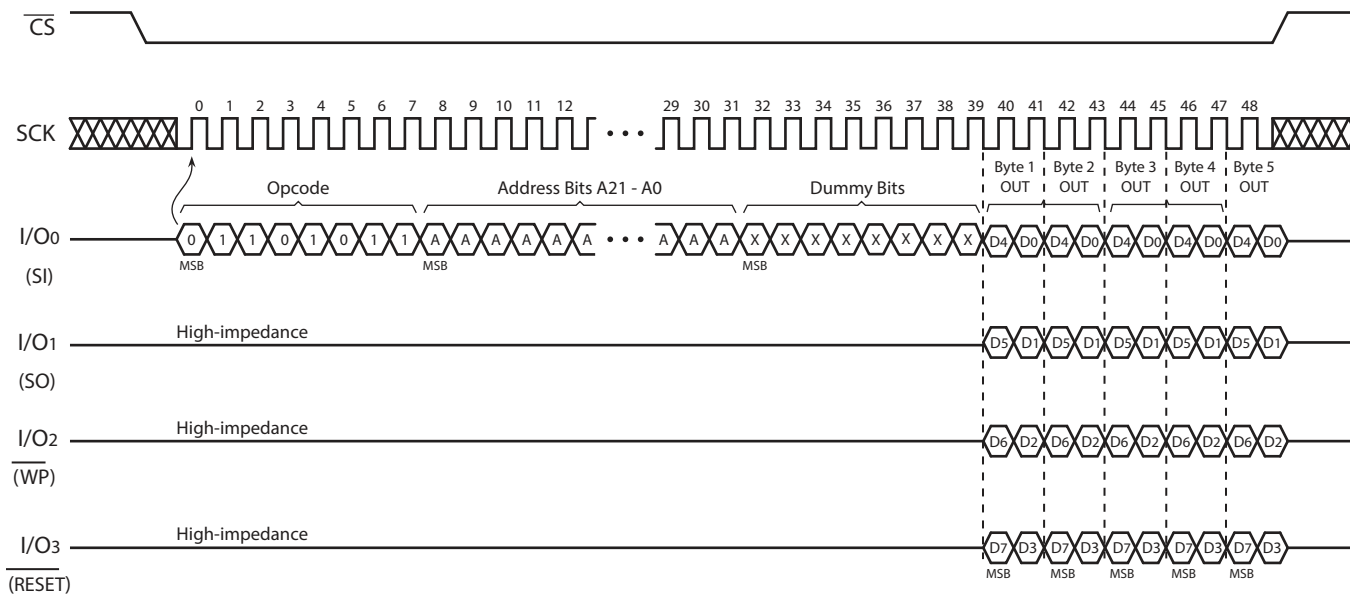 CS
SCK
0 1 2 3 4 5 6 7 8 9 10 11 12 29 30 31 32 33 34 35 36 37 38 39 40 41 42 43 44 45 46 47 48
• • •
Opcode Address Bits A21 - A0 Dummy Bits Byte 1 OUT Byte 2 OUT Byte 3 OUT Byte 4 OUT Byte 5 OUT
I/O0
(SI)
0 1 1 0 1 0 1 1 A A A A A A • • • A A A X X X X X X X X D4 D0 D4 D0 D4 D0 D4 D0 D4 D0
MSB MSB MSB
I/O1
(SO)
High-impedance
D5 D1 D5 D1 D5 D1 D5 D1 D5 D1
I/O2
(WP)
High-impedance
D6 D2 D6 D2 D6 D2 D6 D2 D6 D2
I/O3
(RESET)
High-impedance
D7 D3 D7 D3 D7 D3 D7 D3 D7 D3
MSB MSB MSB MSB MSB